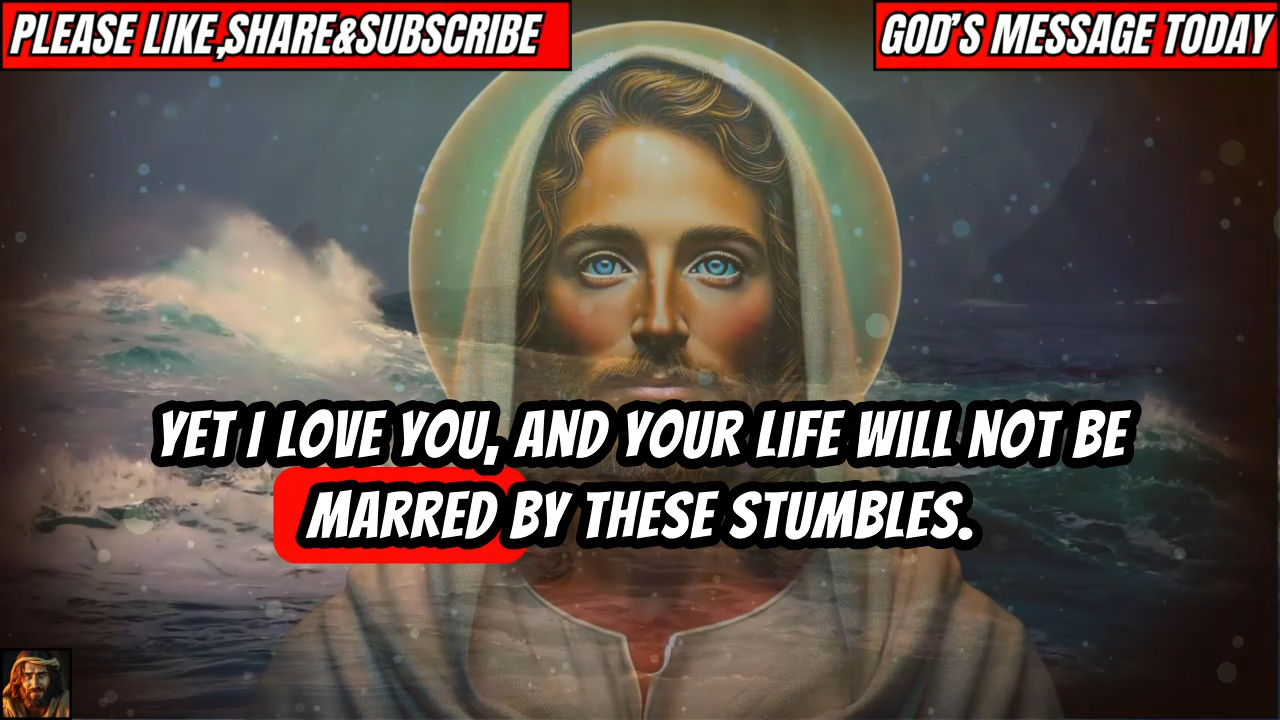 PLEASE LIKE,SHARE&SUBSCRIBE
GOD'S MESSAGE TODAY
YET I LOVE YOU, AND YOUR LIFE WILL NOT BE
MARRED BY THESE STUMBLES.